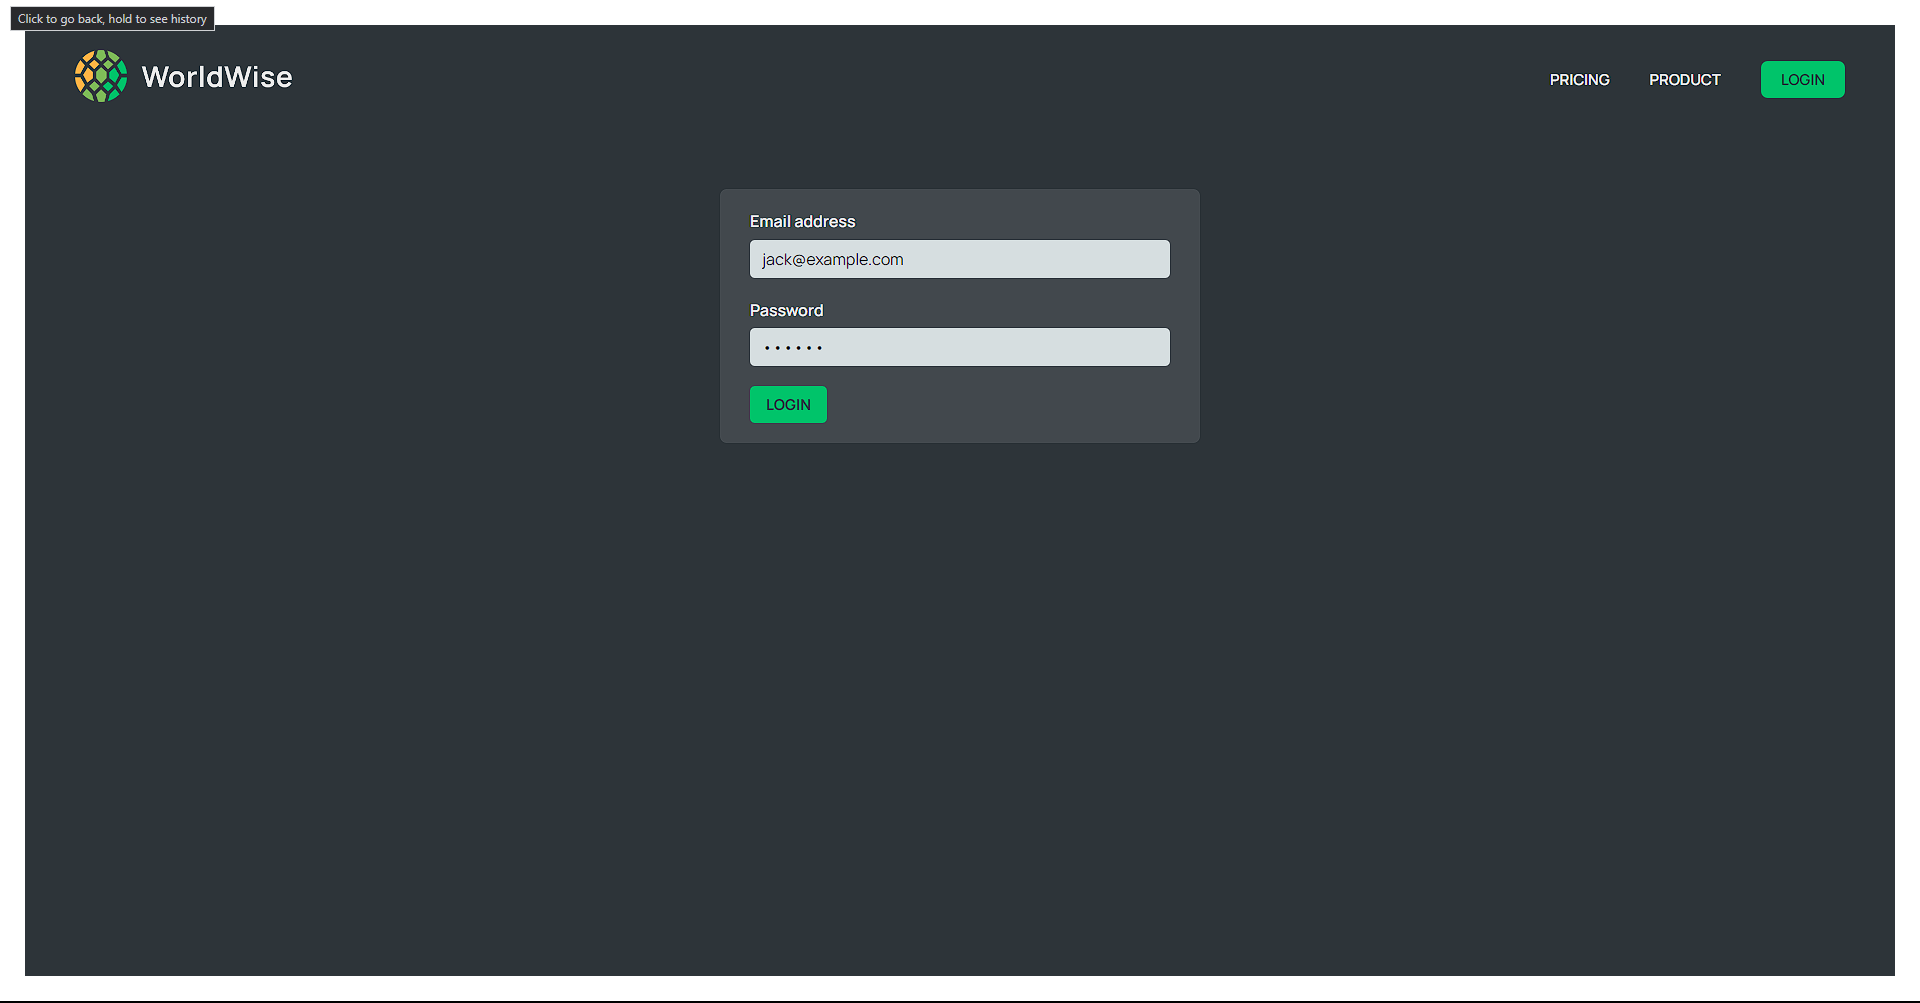 Click to go back, hold to see history
WorldWise
PRICING PRODUCT LOGIN
Email address
jack@example.com
Password
••••••
LOGIN